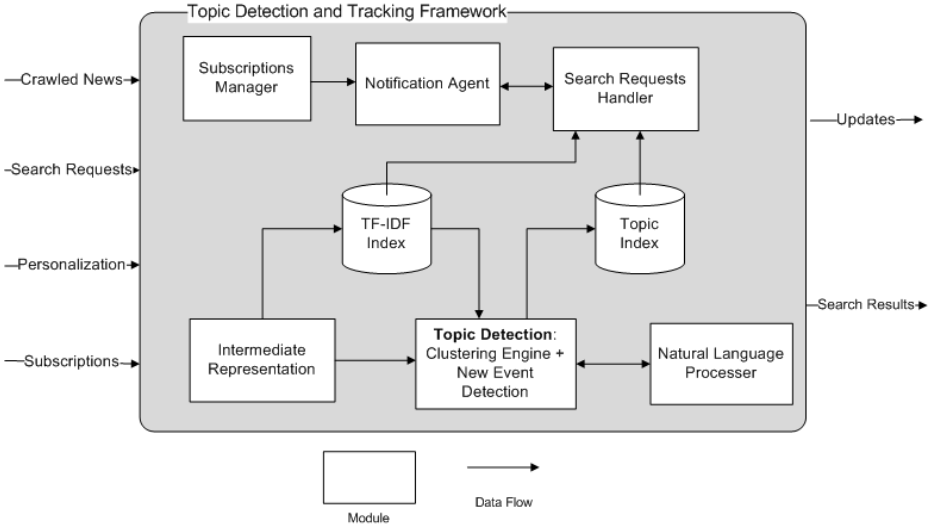 Topic Detection and Tracking Framework
Crawled News
Search Requests
Personalization
Subscriptions
Subscriptions
Manager
Notification Agent
Search Requests
Handler
TF-IDF
Index
Topic
Index
Intermediate
Representation
Topic Detection:
Clustering Engine +
New Event
Detection
Natural Language
Processer
Updates
Search Results
Module
Data Flow